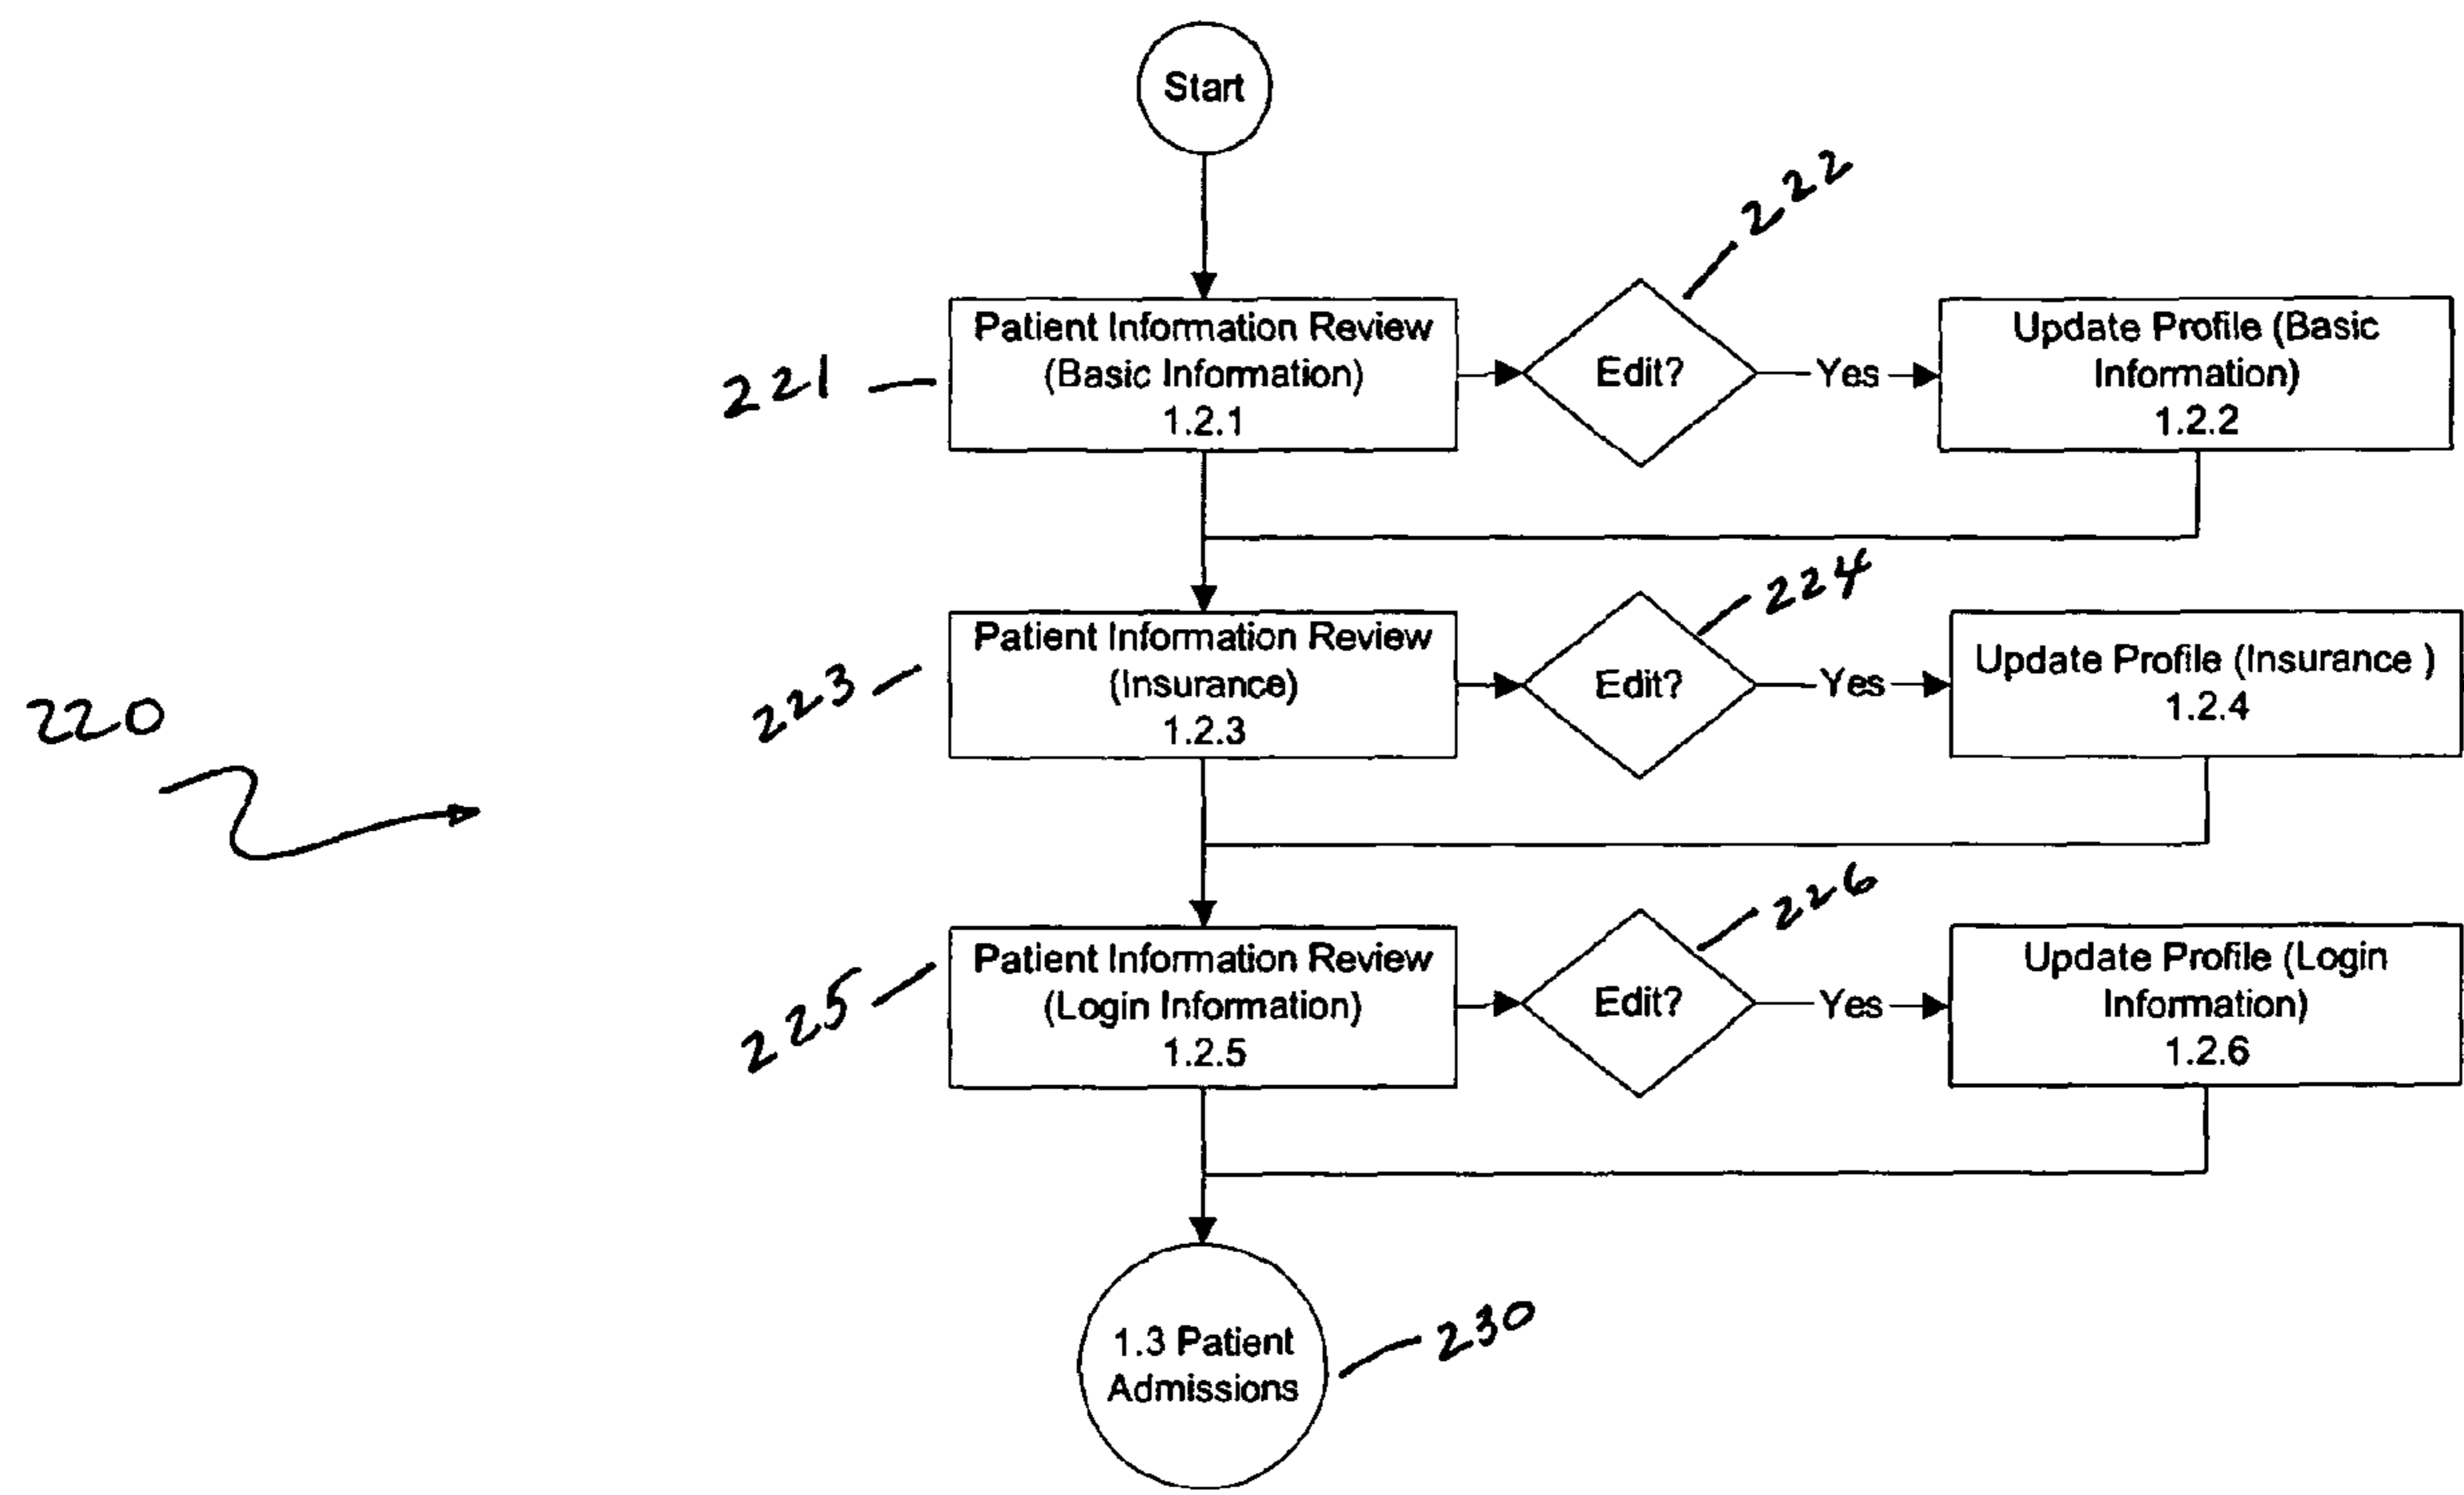 Start
222
Patient Information Review
(Basic Information)
1.2.1
Edit?
Yes
Update Profile (Basic
Information)
1.2.2
221
224
Patient Information Review
(Insurance)
1.2.3
Edit?
Yes
Update Profile (Insurance )
1.2.4
223
220
226
Patient Information Review
(Login Information)
1.2.5
Edit?
Yes
Update Profile (Login
Information)
1.2.6
225
1.3 Patient
Admissions
230